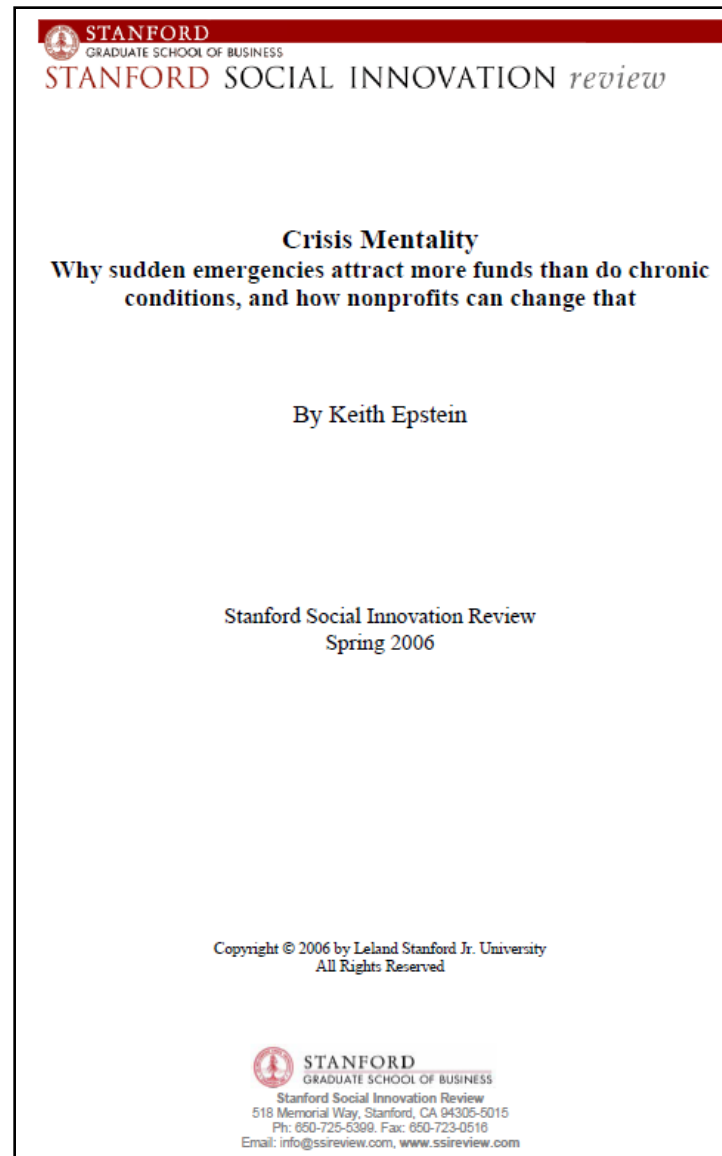 STANFORD
GRADUATE SCHOOL OF BUSINESS
STANFORD SOCIAL INNOVATION review
Crisis Mentality
Why sudden emergencies attract more funds than do chronic
conditions, and how nonprofits can change that
By Keith Epstein
Stanford Social Innovation Review
Spring 2006
Copyright © 2006 by Leland Stanford Jr. University
All Rights Reserved
STANFORD
GRADUATE SCHOOL OF BUSINESS
Stanford Social Innovation Review
518 Memorial Way, Stanford, CA 94305-5015
Ph: 650-725-5399. Fax: 650-723-0516
Email: info@ssireview.com, www.ssireview.com